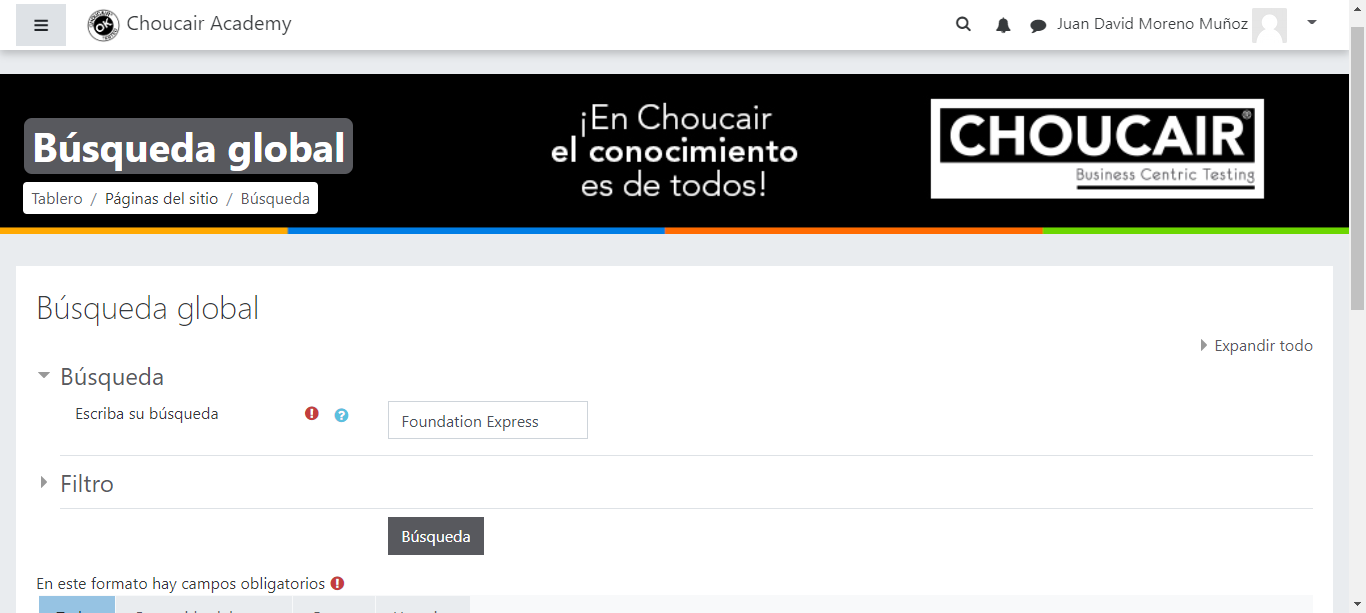 Choucair Academy
Juan David Moreno Muñoz
Búsqueda global
Tablero / Páginas del sitio / Búsqueda
¡En Choucair
el conocimiento
es de todos!
CHOUCAIR®
Business Centric Testing
Búsqueda global
Expandir todo
Búsqueda
Escriba su búsqueda
Foundation Express
Filtro
Búsqueda
En este formato hay campos obligatorios